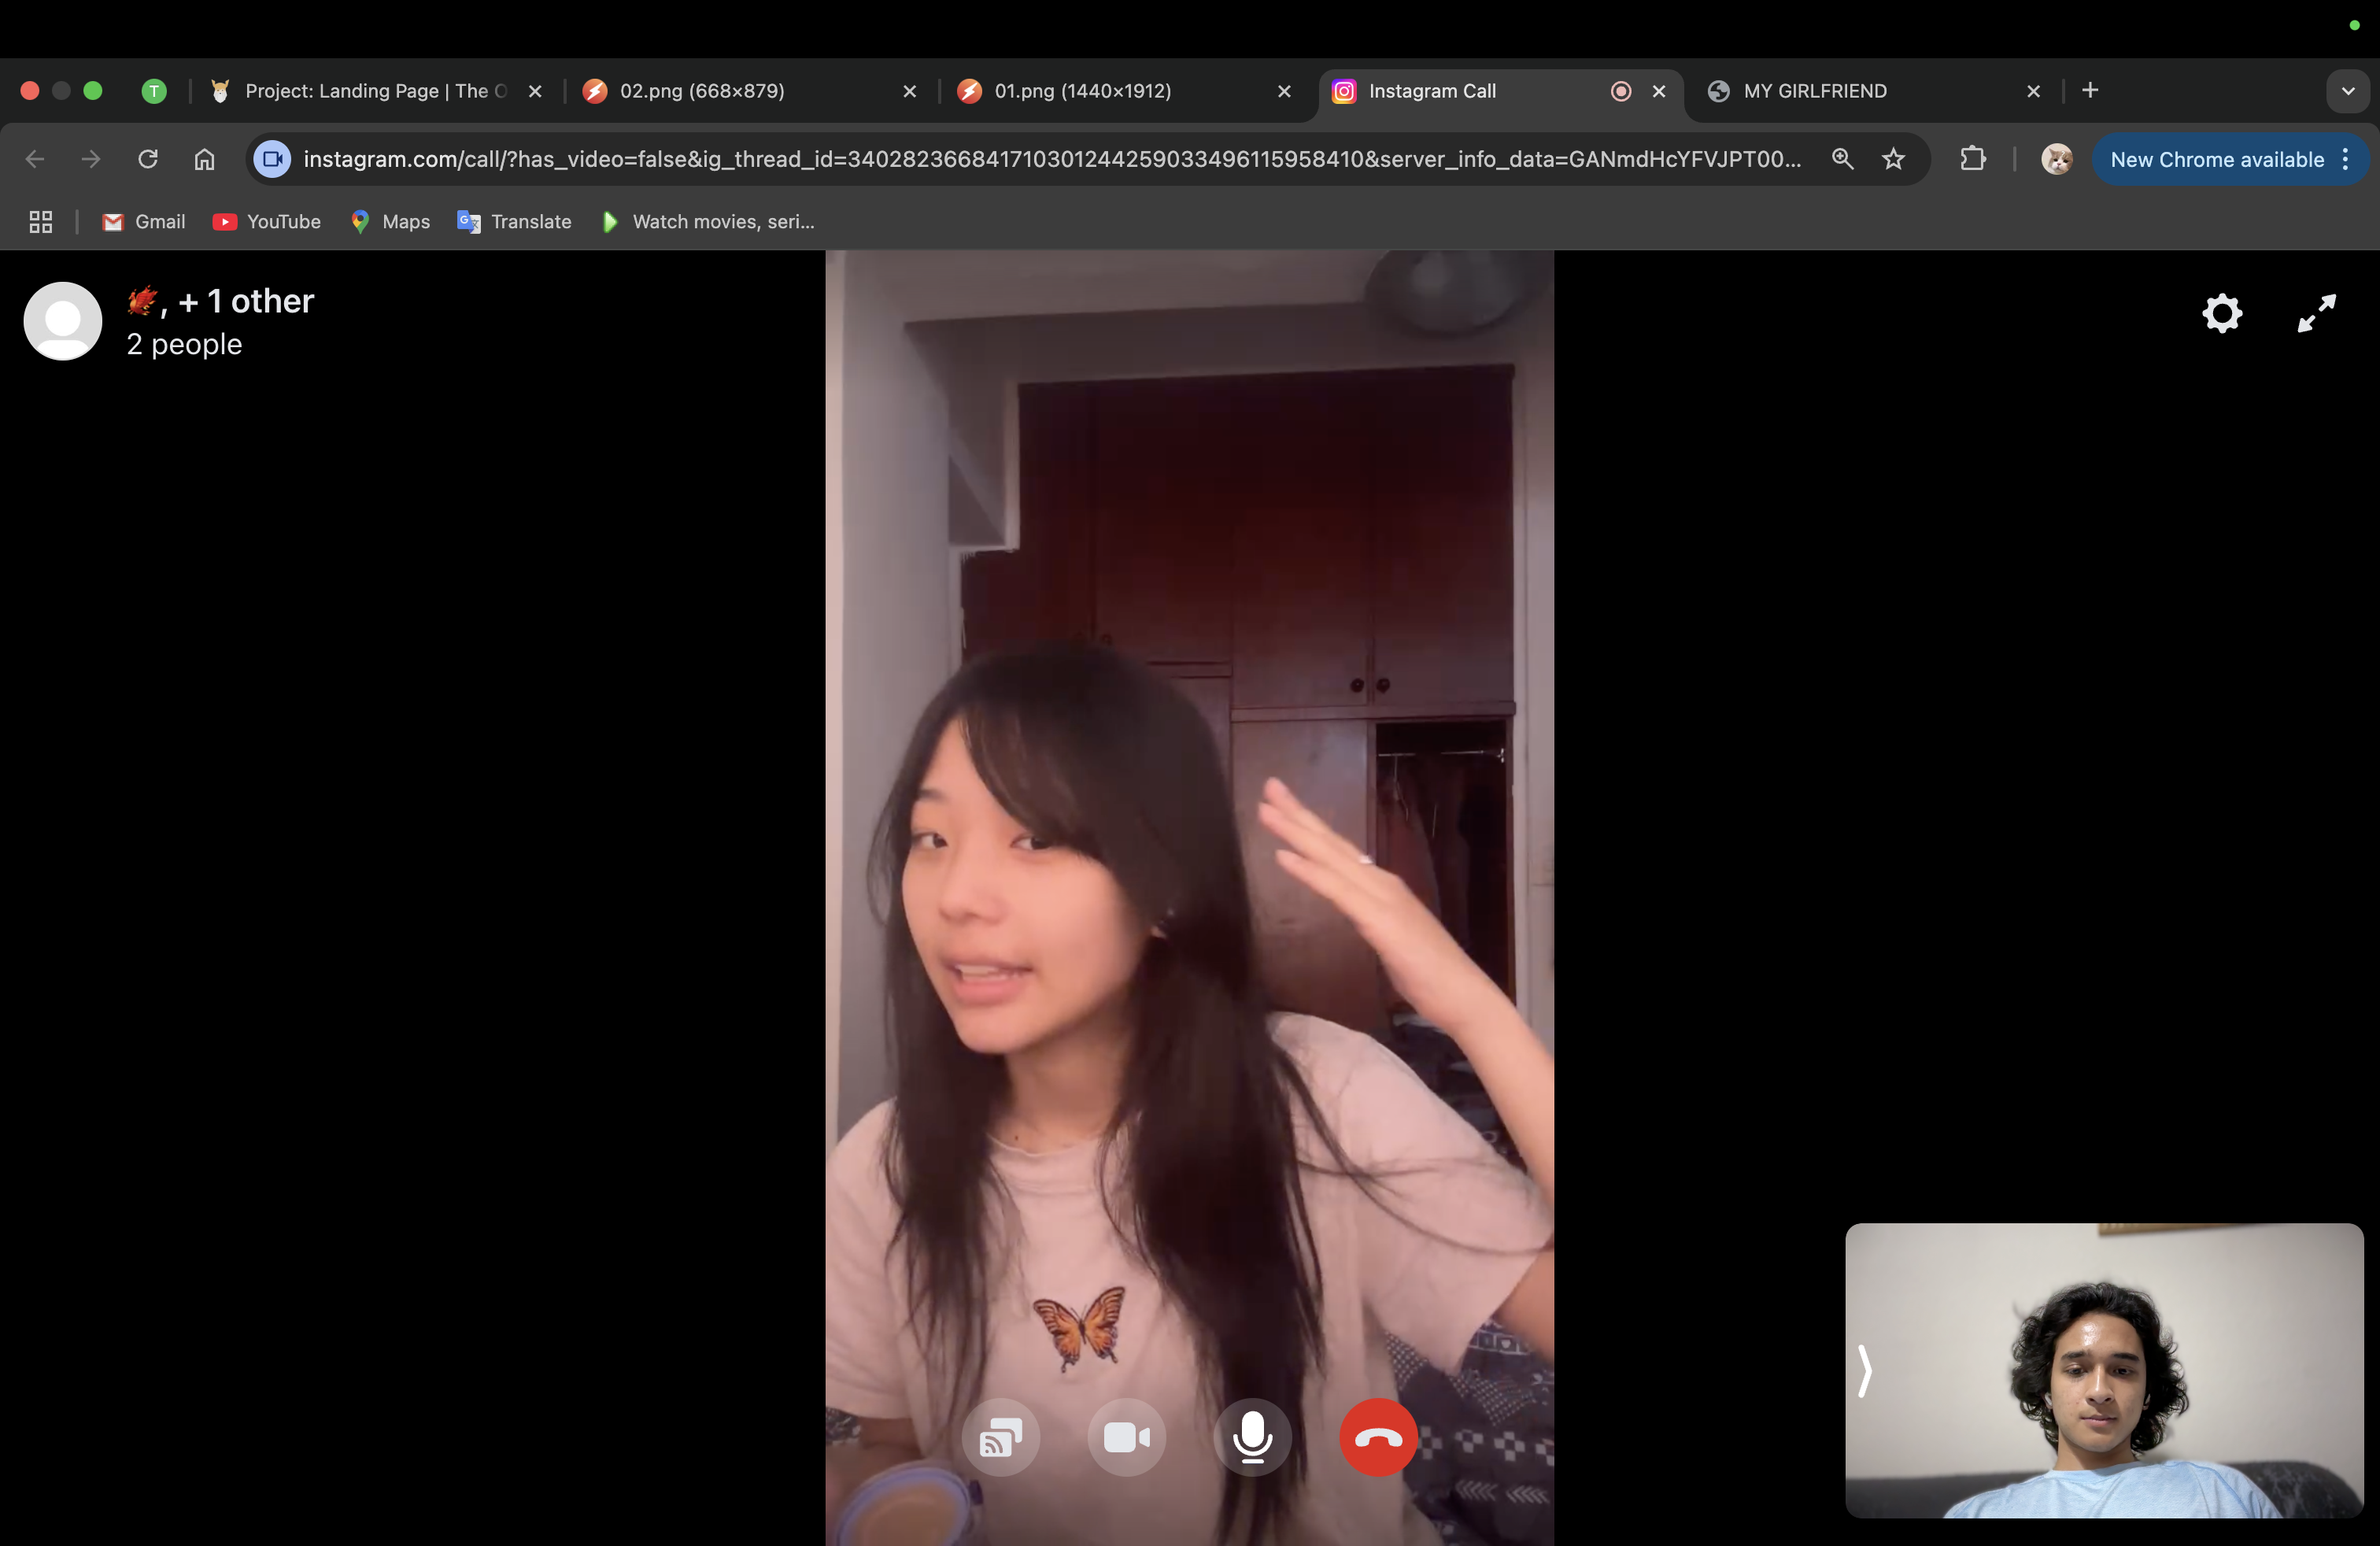 T
Project: Landing Page | The O
02.png (668×879)
01.png (1440×1912)
Instagram Call
MY GIRLFRIEND
instagram.com/call/?has_video=false&ig_thread_id=340282366841710301244259033496115958410&server_info_data=GANmdHcYFVJPT00...
New Chrome available
Gmail
YouTube
Maps
Translate
Watch movies, seri...
, + 1 other
2 people